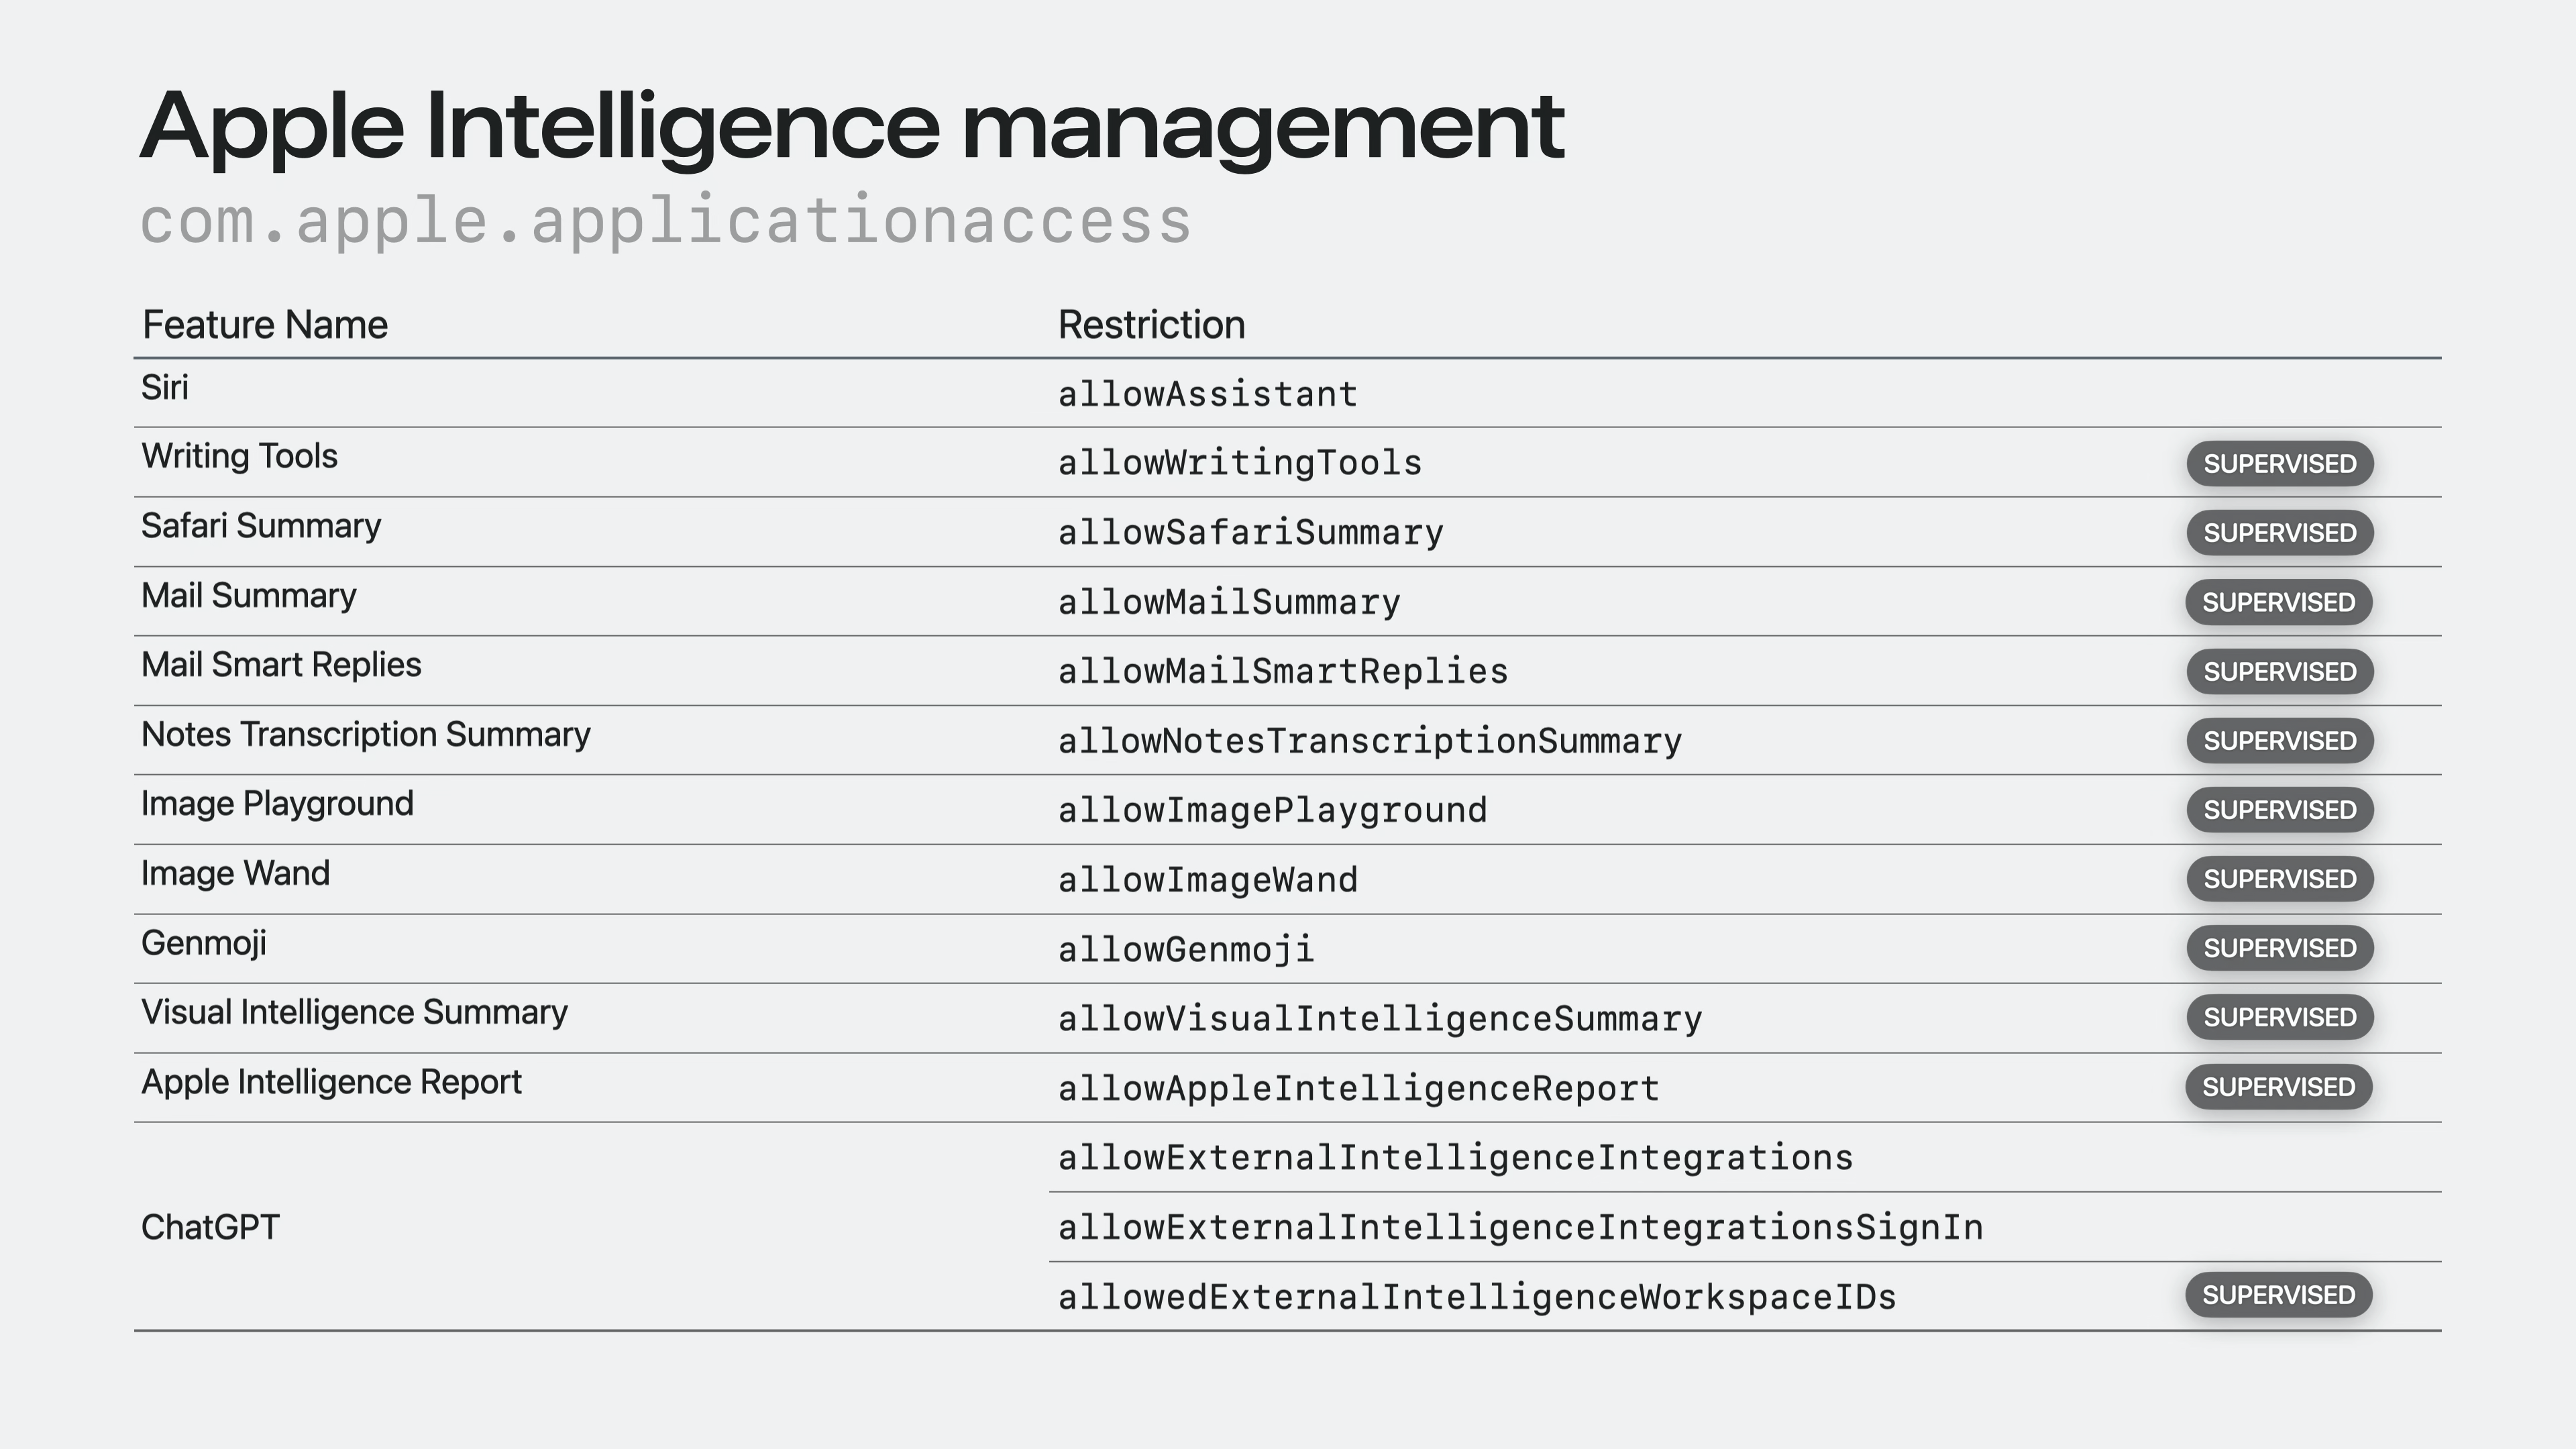 Apple Intelligence management
com.apple.applicationaccess
Feature Name Restriction
Siri allowAssistant
Writing Tools allowWritingTools SUPERVISED
Safari Summary allowSafariSummary SUPERVISED
Mail Summary allowMailSummary SUPERVISED
Mail Smart Replies allowMailSmartReplies SUPERVISED
Notes Transcription Summary allowNotesTranscriptionSummary SUPERVISED
Image Playground allowImagePlayground SUPERVISED
Image Wand allowImageWand SUPERVISED
Genmoji allowGenmoji SUPERVISED
Visual Intelligence Summary allowVisualIntelligenceSummary SUPERVISED
Apple Intelligence Report allowAppleIntelligenceReport SUPERVISED
allowExternalIntelligenceIntegrations
ChatGPT allowExternalIntelligenceIntegrationsSignIn
allowedExternalIntelligenceWorkspaceIDs SUPERVISED